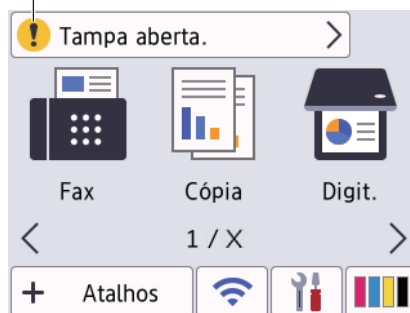 Tampa aberta.
Fax Cópia Digit.
1 / X
+ Atalhos